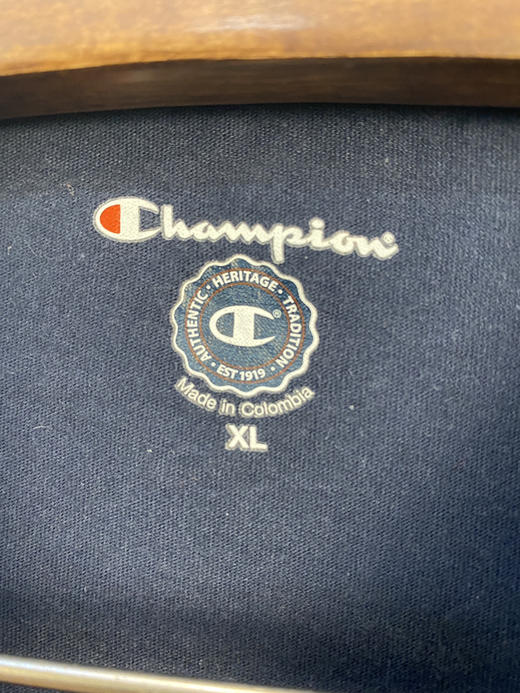 Champion®
AUTHENTIC · HERITAGE · TRADITION
C®
· EST 1919 ·
Made in Colombia
XL